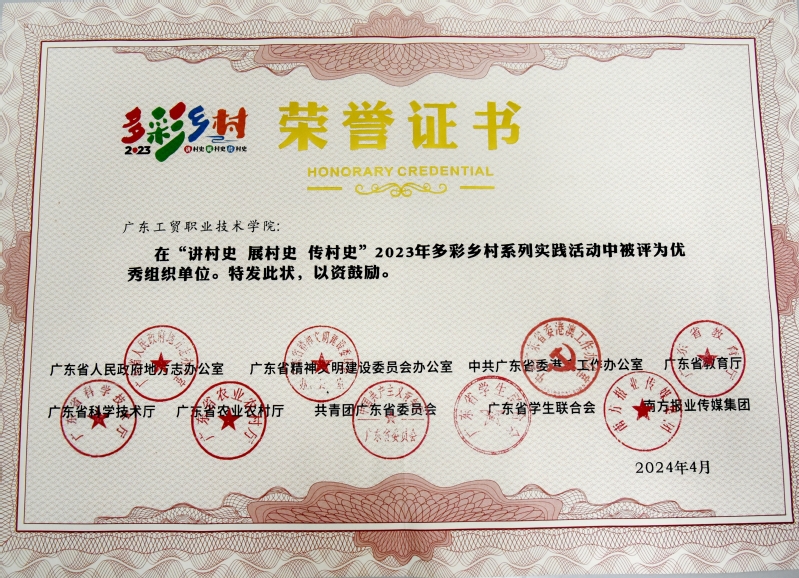 多彩乡村
2023 讲村史 展村史 传村史
荣誉证书
HONORARY CREDENTIAL
广东工贸职业技术学院:
在“讲村史 展村史 传村史”2023年多彩乡村系列实践活动中被评为优
秀组织单位。特发此状，以资鼓励。
广东省人民政府地方志办公室 广东省精神文明建设委员会办公室 中共广东省委港澳工作办公室 广东省教育厅
广东省科学技术厅 广东省农业农村厅 共青团广东省委员会 广东省学生联合会 南方报业传媒集团
2024年4月